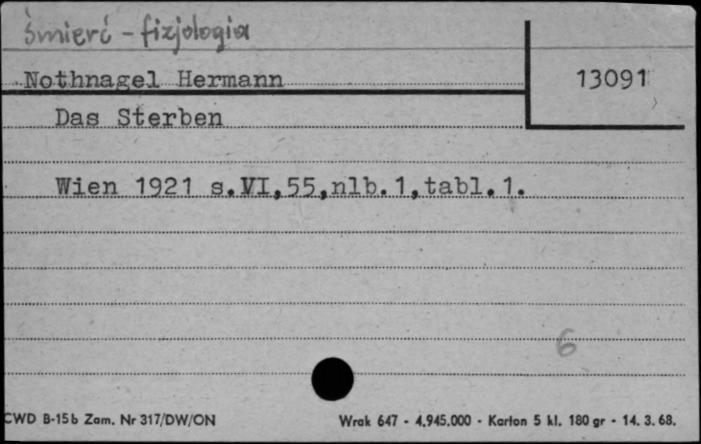 Śmierć - fizjologia
Nothnagel Hermann
13091
Das Sterben
Wien 1921 s.VI,55,nlb.1,tabl.1.
6
CWD B-15b Zam. Nr 317/DW/ON
Wrak 647 - 4.945.000 - Karton 5 kl. 180 gr - 14. 3. 68.